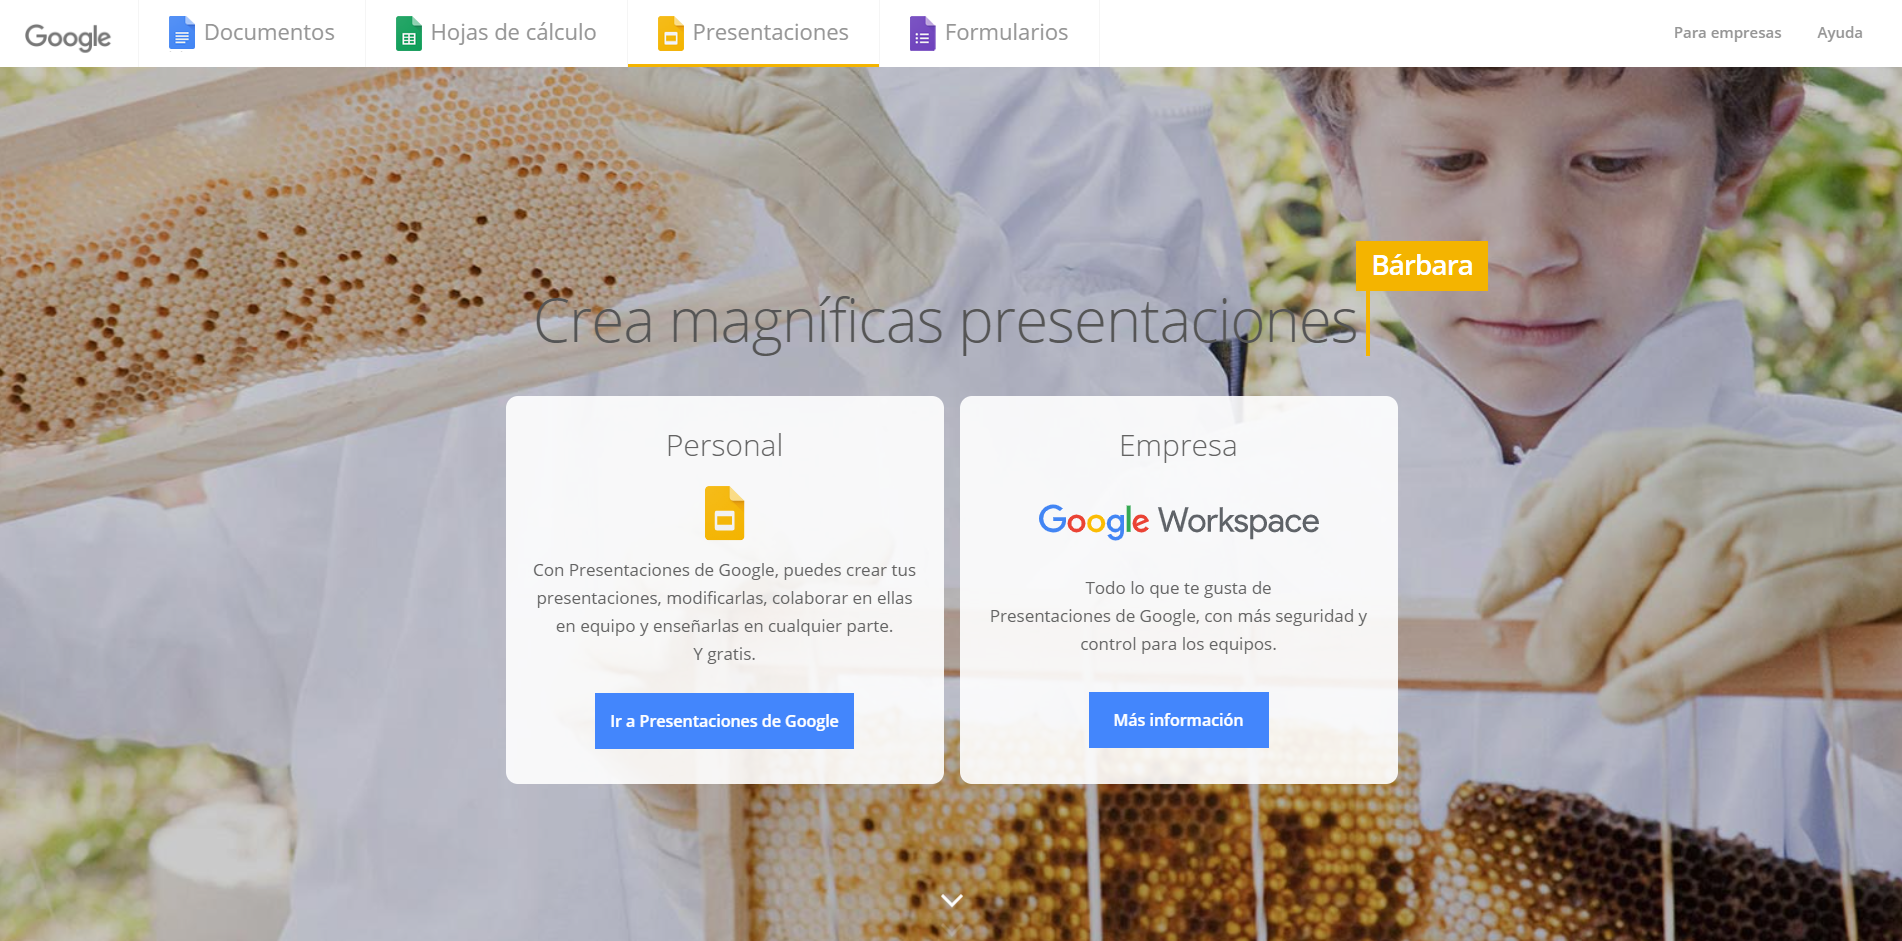 Google
Documentos
Hojas de cálculo
Presentaciones
Formularios
Para empresas
Ayuda
Bárbara
Crea magníficas presentaciones
Personal
Con Presentaciones de Google, puedes crear tus
presentaciones, modificarlas, colaborar en ellas
en equipo y enseñarlas en cualquier parte.
Y gratis.
Ir a Presentaciones de Google
Empresa
Google Workspace
Todo lo que te gusta de
Presentaciones de Google, con más seguridad y
control para los equipos.
Más información